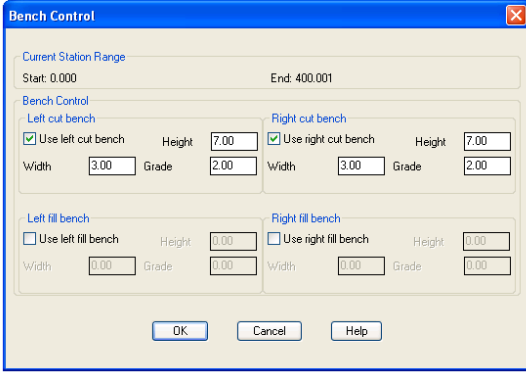 Bench Control
Current Station Range
Start: 0.000 End: 400.001
Bench Control
Left cut bench
Use left cut bench Height 7.00
Width 3.00 Grade 2.00
Right cut bench
Use right cut bench Height 7.00
Width 3.00 Grade 2.00
Left fill bench
Use left fill bench Height 0.00
Width 0.00 Grade 0.00
Right fill bench
Use right fill bench Height 0.00
Width 0.00 Grade 0.00
OK Cancel Help